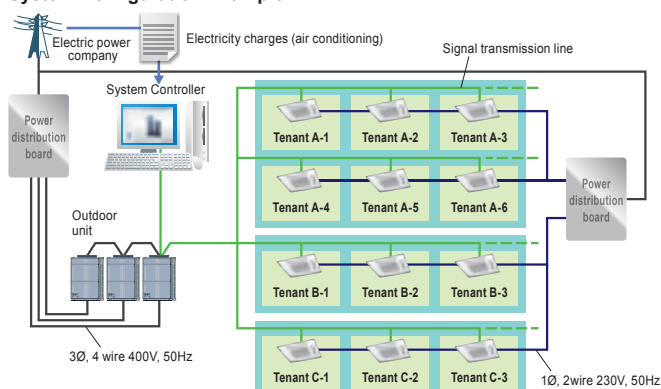 Electric power
company
Electricity charges (air conditioning)
Signal transmission line
System Controller
Power
distribution
board
Tenant A-1
Tenant A-2
Tenant A-3
Tenant A-4
Tenant A-5
Tenant A-6
Power
distribution
board
Outdoor
unit
Tenant B-1
Tenant B-2
Tenant B-3
3Ø, 4 wire 400V, 50Hz
Tenant C-1
Tenant C-2
Tenant C-3
1Ø, 2wire 230V, 50Hz